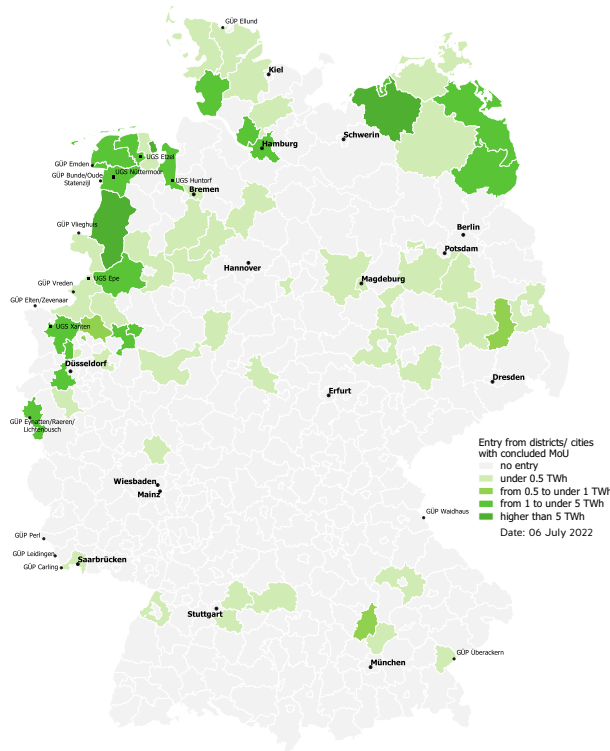 GÜP Ellund
Kiel
Schwerin
Hamburg
UGS Etzel
GÜP Emden
UGS Nüttermoor
GÜP Bunde/Oude
Statenzijl
UGS Huntorf
Bremen
GÜP Vlieghuis
Berlin
Potsdam
Hannover
UGS Epe
Magdeburg
GÜP Vreden
GÜP Elten/Zevenaar
UGS Xanten
Düsseldorf
Dresden
Erfurt
GÜP Eynatten/Raeren/
Lichtenbusch
Entry from districts/ cities
with concluded MoU
no entry
under 0.5 TWh
from 0.5 to under 1 TWh
from 1 to under 5 TWh
higher than 5 TWh
Date: 06 July 2022
Wiesbaden
Mainz
GÜP Waidhaus
GÜP Perl
GÜP Leidingen
Saarbrücken
GÜP Carling
Stuttgart
GÜP Überackern
München